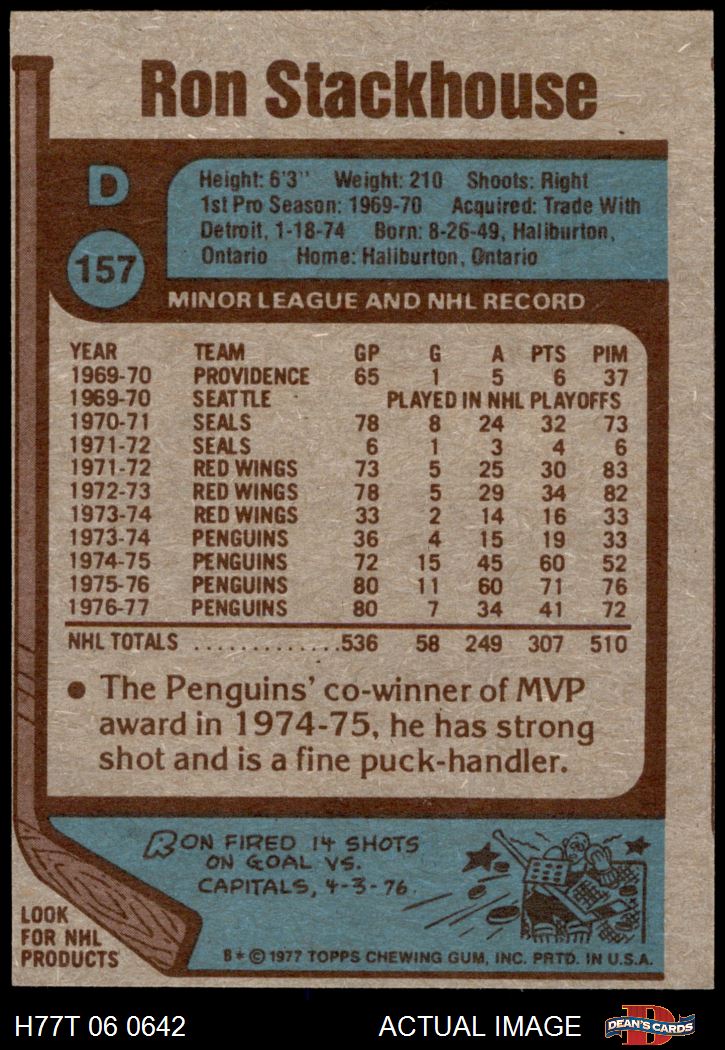 Ron Stackhouse
D
157
Height: 6'3" Weight: 210 Shoots: Right
1st Pro Season: 1969-70 Acquired: Trade With
Detroit, 1-18-74 Born: 8-26-49, Haliburton,
Ontario Home: Haliburton, Ontario
MINOR LEAGUE AND NHL RECORD
YEAR TEAM GP G A PTS PIM
1969-70 PROVIDENCE 65 1 5 6 37
1969-70 SEATTLE PLAYED IN NHL PLAYOFFS
1970-71 SEALS 78 8 24 32 73
1971-72 SEALS 6 1 3 4 6
1971-72 RED WINGS 73 5 25 30 83
1972-73 RED WINGS 78 5 29 34 82
1973-74 RED WINGS 33 2 14 16 33
1973-74 PENGUINS 36 4 15 19 33
1974-75 PENGUINS 72 15 45 60 52
1975-76 PENGUINS 80 11 60 71 76
1976-77 PENGUINS 80 7 34 41 72
NHL TOTALS ............. 536 58 249 307 510
● The Penguins' co-winner of MVP
award in 1974-75, he has strong
shot and is a fine puck-handler.
RON FIRED 14 SHOTS
ON GOAL VS.
CAPITALS, 4-3-76.
LOOK
FOR NHL
PRODUCTS
B* © 1977 TOPPS CHEWING GUM, INC. PRTD. IN U.S.A.
H77T 06 0642 ACTUAL IMAGE
D
DEAN'S CARDS